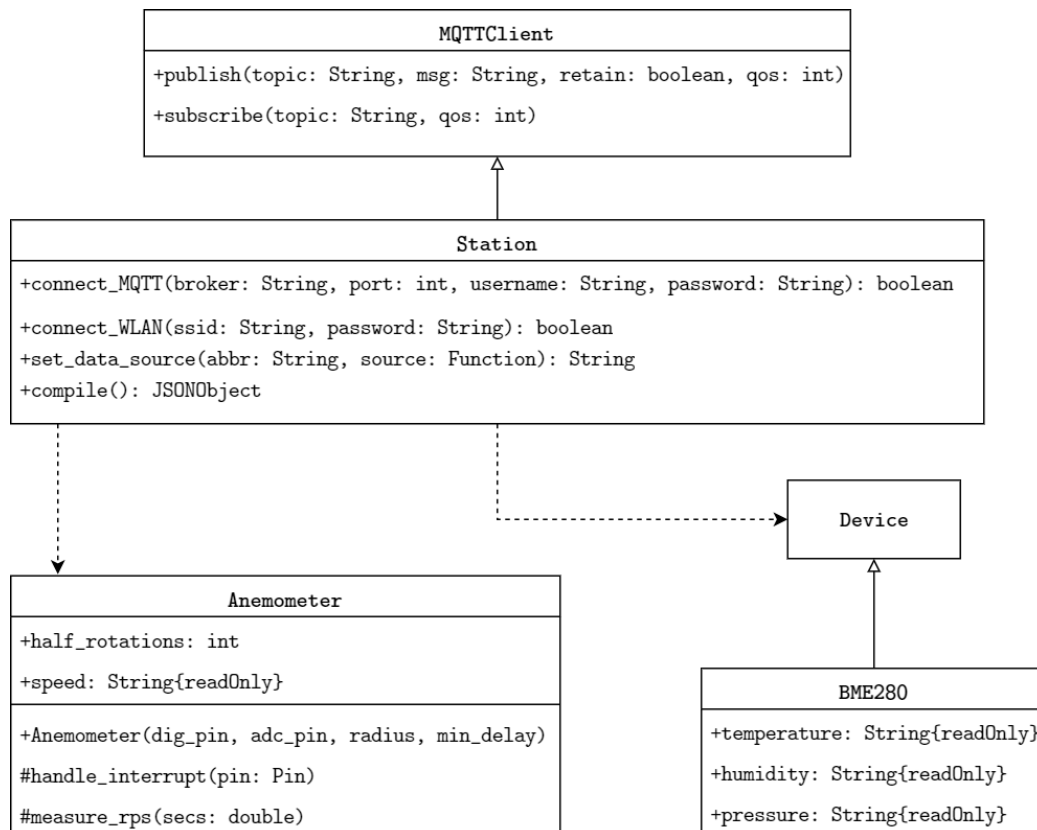 MQTTClient
+publish(topic: String, msg: String, retain: boolean, qos: int)
+subscribe(topic: String, qos: int)
Station
+connect_MQTT(broker: String, port: int, username: String, password: String): boolean
+connect_WLAN(ssid: String, password: String): boolean
+set_data_source(abbr: String, source: Function): String
+compile(): JSONObject
Device
Anemometer
+half_rotations: int
+speed: String{readOnly}
+Anemometer(dig_pin, adc_pin, radius, min_delay)
#handle_interrupt(pin: Pin)
#measure_rps(secs: double)
BME280
+temperature: String{readOnly}
+humidity: String{readOnly}
+pressure: String{readOnly}